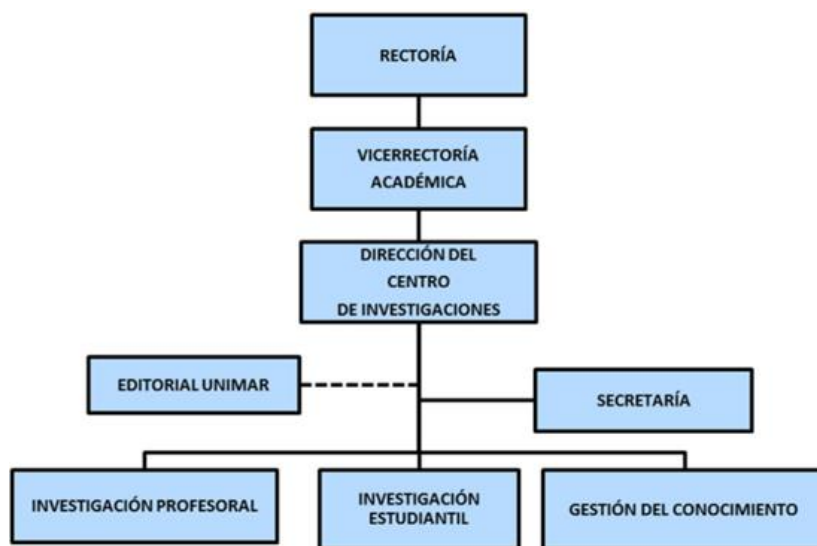 RECTORÍA
VICERRECTORÍA
ACADÉMICA
DIRECCIÓN DEL
CENTRO
DE INVESTIGACIONES
EDITORIAL UNIMAR
SECRETARÍA
INVESTIGACIÓN PROFESORAL
INVESTIGACIÓN
ESTUDIANTIL
GESTIÓN DEL CONOCIMIENTO